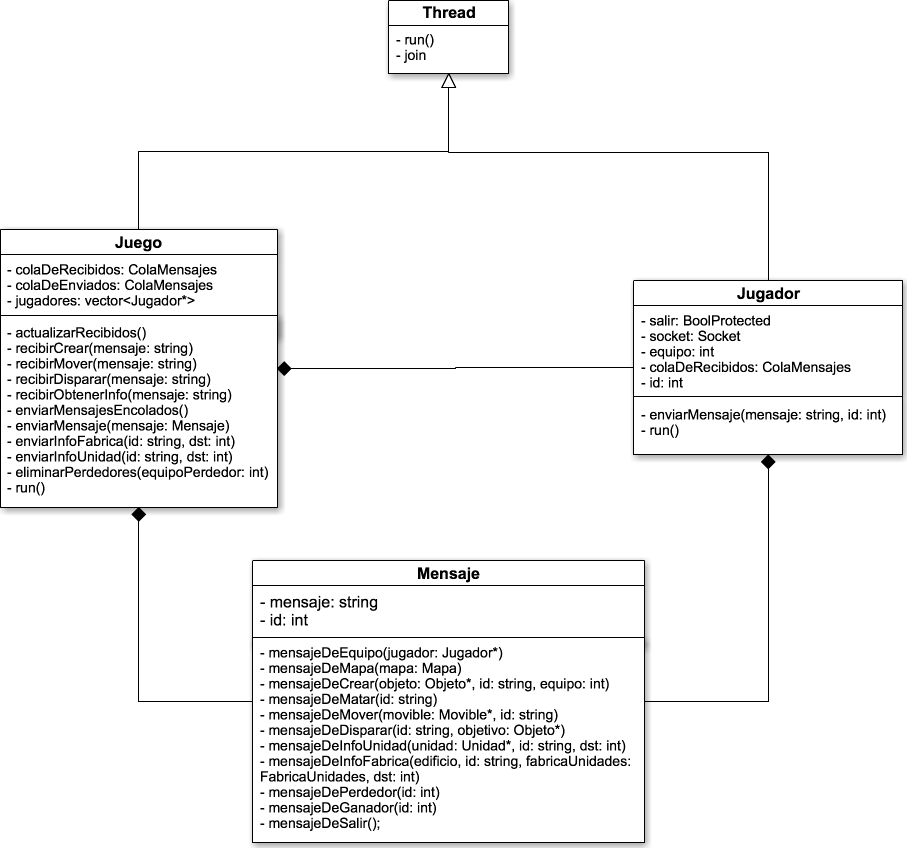 Thread
- run()
- join
Juego
- colaDeRecibidos: ColaMensajes
- colaDeEnviados: ColaMensajes
- jugadores: vector<Jugador*>
- actualizarRecibidos()
- recibirCrear(mensaje: string)
- recibirMover(mensaje: string)
- recibirDisparar(mensaje: string)
- recibirObtenerInfo(mensaje: string)
- enviarMensajesEncolados()
- enviarMensaje(mensaje: Mensaje)
- enviarInfoFabrica(id: string, dst: int)
- enviarInfoUnidad(id: string, dst: int)
- eliminarPerdedores(equipoPerdedor: int)
- run()
Jugador
- salir: BoolProtected
- socket: Socket
- equipo: int
- colaDeRecibidos: ColaMensajes
- id: int
- enviarMensaje(mensaje: string, id: int)
- run()
Mensaje
- mensaje: string
- id: int
- mensajeDeEquipo(jugador: Jugador*)
- mensajeDeMapa(mapa: Mapa)
- mensajeDeCrear(objeto: Objeto*, id: string, equipo: int)
- mensajeDeMatar(id: string)
- mensajeDeMover(movible: Movible*, id: string)
- mensajeDeDisparar(id: string, objetivo: Objeto*)
- mensajeDeInfoUnidad(unidad: Unidad*, id: string, dst: int)
- mensajeDeInfoFabrica(edificio, id: string, fabricaUnidades:
FabricaUnidades, dst: int)
- mensajeDePerdedor(id: int)
- mensajeDeGanador(id: int)
- mensajeDeSalir();